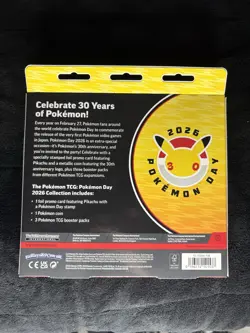 Celebrate 30 Years
of Pokémon!
Every year on February 27, Pokémon fans around
the world celebrate Pokémon Day to commemorate
the release of the very first Pokémon video games
in Japan. Pokémon Day 2026 is an extra-special
occasion—it's Pokémon's 30th anniversary, and
you're invited to the party! Celebrate with a
specially stamped foil promo card featuring
Pikachu and a metallic coin featuring the 30th
anniversary logo, plus three booster packs
from different Pokémon TCG expansions.
The Pokémon TCG: Pokémon Day
2026 Collection includes:
• 1 foil promo card featuring Pikachu with
a Pokémon Day stamp
• 1 Pokémon coin
• 3 Pokémon TCG booster packs
2026
30
POKÉMON DAY